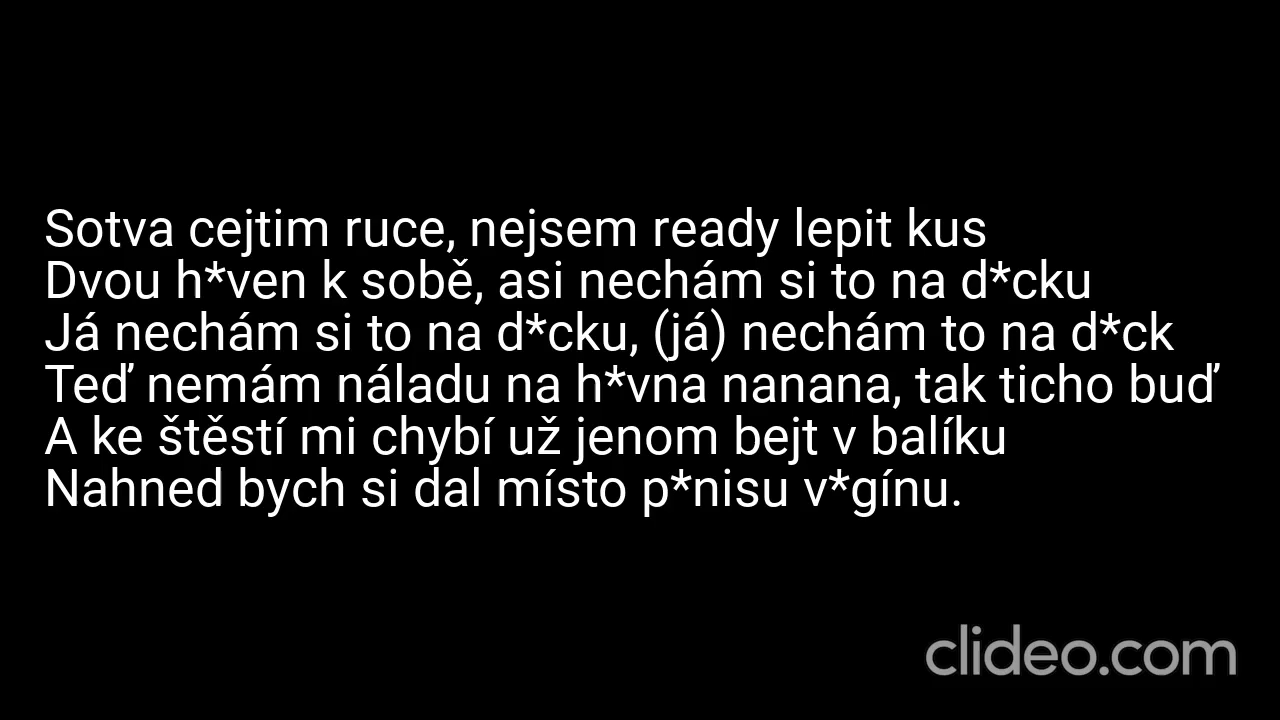 Sotva cejtim ruce, nejsem ready lepit kus
Dvou h*ven k sobě, asi nechám si to na d*cku
Já nechám si to na d*cku, (já) nechám to na d*ck
Teď nemám náladu na h*vna nanana, tak ticho buď
A ke štěstí mi chybí už jenom bejt v balíku
Nahned bych si dal místo p*nisu v*gínu.
clideo.com